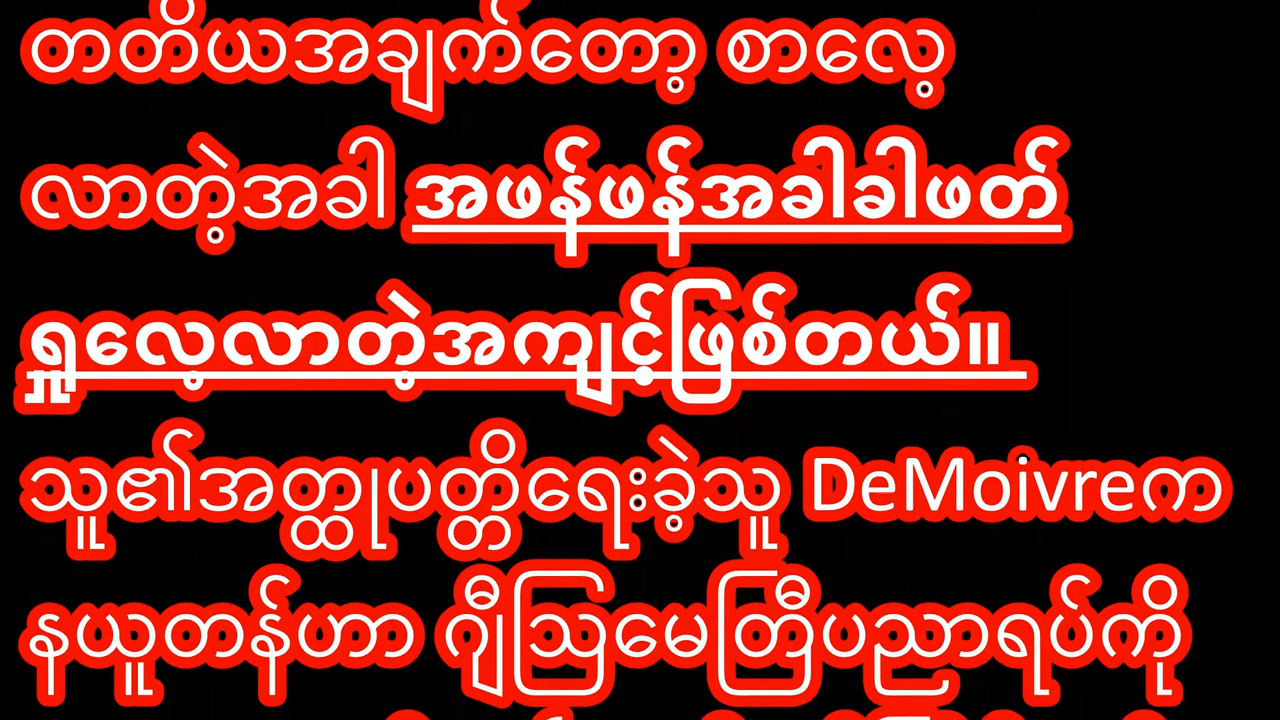 တတိယအချက်တော့ စာလေ့
လာတဲ့အခါ အဖန်ဖန်အခါခါဖတ်
ရှုလေ့လာတဲ့အကျင့်ဖြစ်တယ်။
သူ၏အတ္ထုပတ္တိရေးခဲ့သူ DeMoivreက
နယူတန်ဟာ ဂျီသြမေတြီပညာရပ်ကို